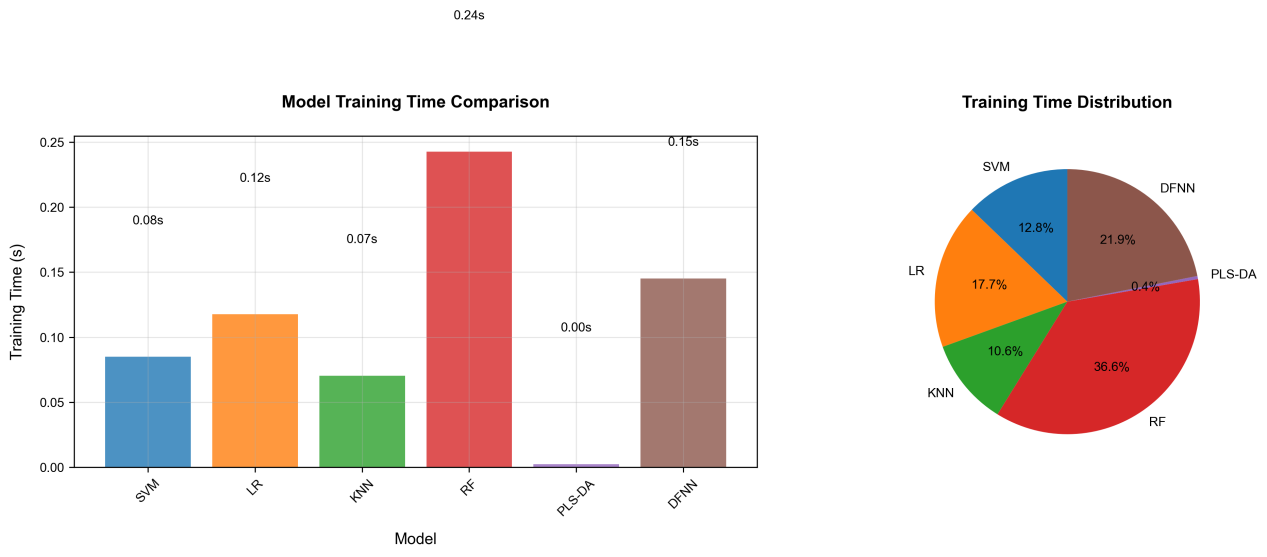 0.24s
Model Training Time Comparison
Training Time (s)
0.25
0.20
0.15
0.10
0.05
0.00
0.08s
0.12s
0.07s
0.00s
0.15s
SVM
LR
KNN
RF
PLS-DA
DFNN
Model
Training Time Distribution
SVM
DFNN
12.8%
21.9%
LR
PLS-DA
17.7%
0.4%
10.6%
36.6%
KNN
RF